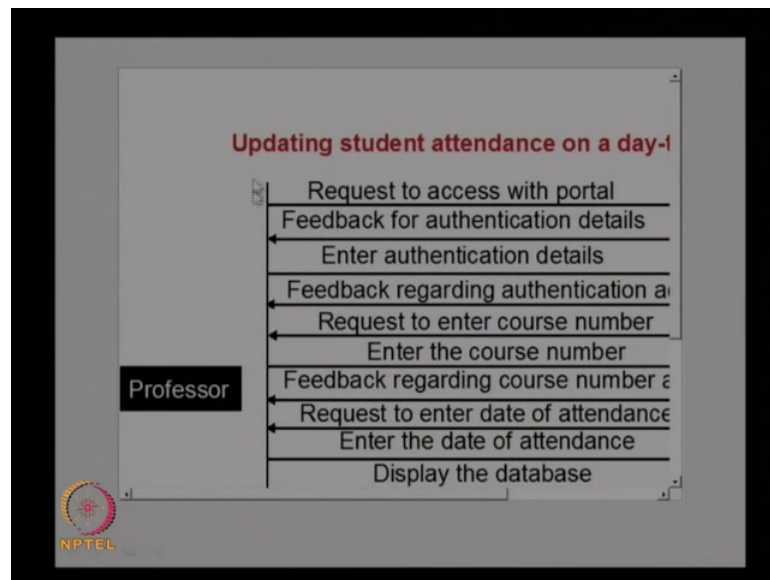 Updating student attendance on a day-t
Request to access with portal
Feedback for authentication details
Enter authentication details
Feedback regarding authentication a
Request to enter course number
Enter the course number
Professor
Feedback regarding course number a
Request to enter date of attendance
Enter the date of attendance
Display the database
NPTEL